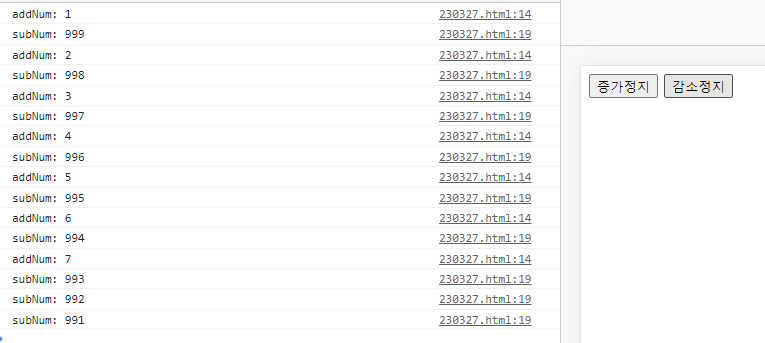 addNum: 1 230327.html:14
subNum: 999 230327.html:19
addNum: 2 230327.html:14
subNum: 998 230327.html:19
addNum: 3 230327.html:14
subNum: 997 230327.html:19
addNum: 4 230327.html:14
subNum: 996 230327.html:19
addNum: 5 230327.html:14
subNum: 995 230327.html:19
addNum: 6 230327.html:14
subNum: 994 230327.html:19
addNum: 7 230327.html:14
subNum: 993 230327.html:19
subNum: 992 230327.html:19
subNum: 991 230327.html:19
증가정지 감소정지